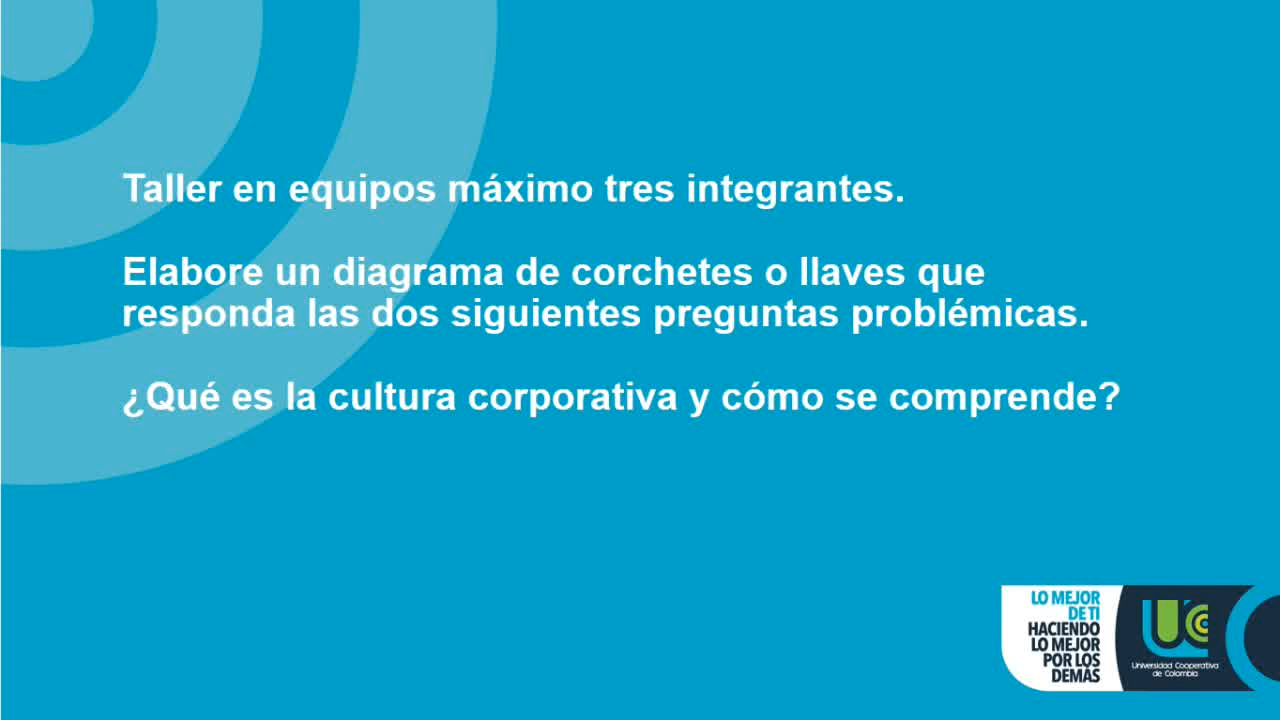 Taller en equipos máximo tres integrantes.
Elabore un diagrama de corchetes o llaves que
responda las dos siguientes preguntas problémicas.
¿Qué es la cultura corporativa y cómo se comprende?
LO MEJOR
DE TI
HACIENDO
LO MEJOR
POR LOS
DEMÁS
UCC
Universidad Cooperativa
de Colombia